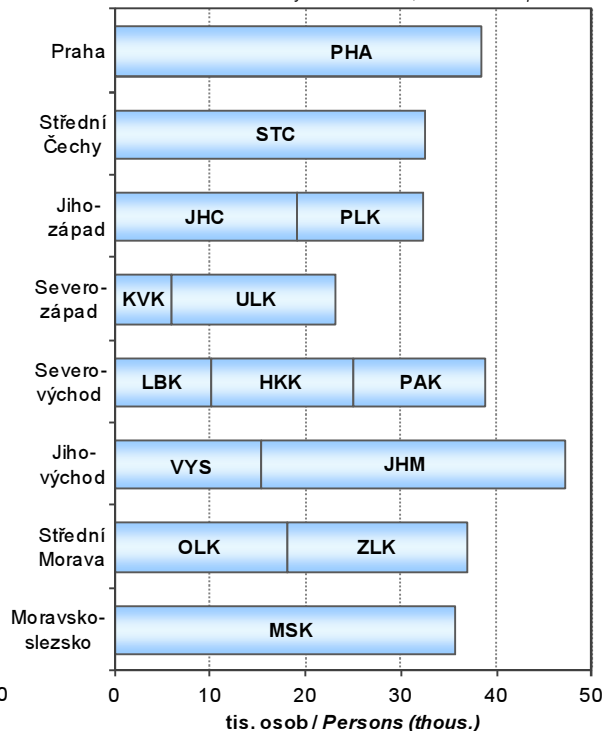 Praha
PHA
Střední
Čechy
STC
Jiho-
západ
JHC PLK
Severo-
západ
KVK ULK
Severo-
východ
LBK HKK PAK
Jiho-
východ
VYS JHM
Střední
Morava
OLK ZLK
Moravsko-
slezsko
MSK
0 0 10 20 30 40 50
tis. osob / Persons (thous.)